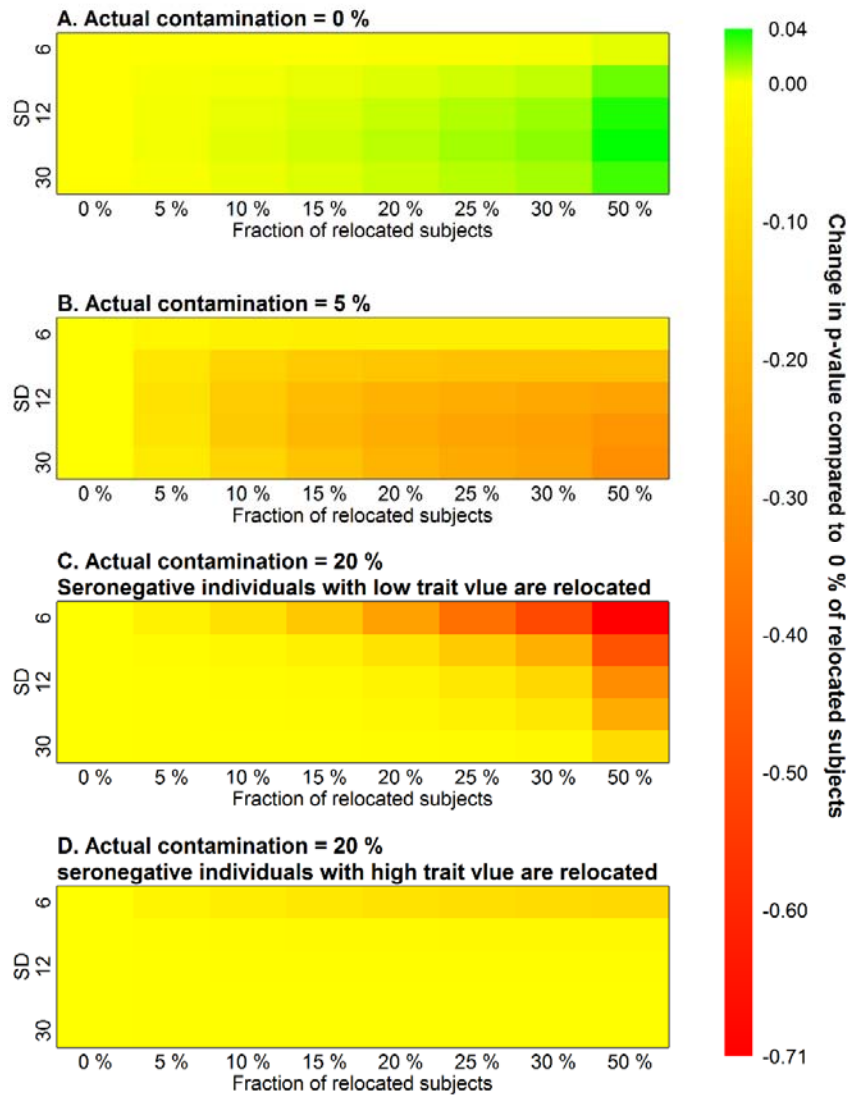 A. Actual contamination = 0 %
SD
6
12
30
0 % 5 % 10 % 15 % 20 % 25 % 30 % 50 %
Fraction of relocated subjects
B. Actual contamination = 5 %
SD
6
12
30
0 % 5 % 10 % 15 % 20 % 25 % 30 % 50 %
Fraction of relocated subjects
C. Actual contamination = 20 %
Seronegative individuals with low trait vlue are relocated
SD
6
12
30
0 % 5 % 10 % 15 % 20 % 25 % 30 % 50 %
Fraction of relocated subjects
D. Actual contamination = 20 %
seronegative individuals with high trait vlue are relocated
SD
6
12
30
0 % 5 % 10 % 15 % 20 % 25 % 30 % 50 %
Fraction of relocated subjects
0.04
0.00
-0.10
-0.20
-0.30
-0.40
-0.50
-0.60
-0.71
Change in p-value compared to 0 % of relocated subjects